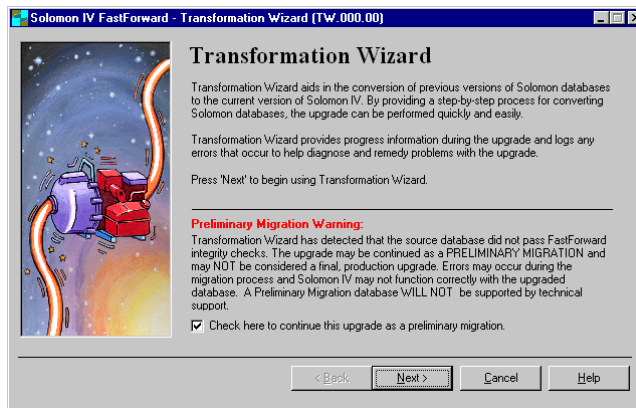 Solomon IV FastForward - Transformation Wizard (TW.000.00)
Transformation Wizard
Transformation Wizard aids in the conversion of previous versions of Solomon databases
to the current version of Solomon IV. By providing a step-by-step process for converting
Solomon databases, the upgrade can be performed quickly and easily.
Transformation Wizard provides progress information during the upgrade and logs any
errors that occur to help diagnose and remedy problems with the upgrade.
Press 'Next' to begin using Transformation Wizard.
Preliminary Migration Warning:
Transformation Wizard has detected that the source database did not pass FastForward
integrity checks. The upgrade may be continued as a PRELIMINARY MIGRATION and
may NOT be considered a final, production upgrade. Errors may occur during the
migration process and Solomon IV may not function correctly with the upgraded
database. A Preliminary Migration database WILL NOT be supported by technical
support.
Check here to continue this upgrade as a preliminary migration.
< Back Next > Cancel Help